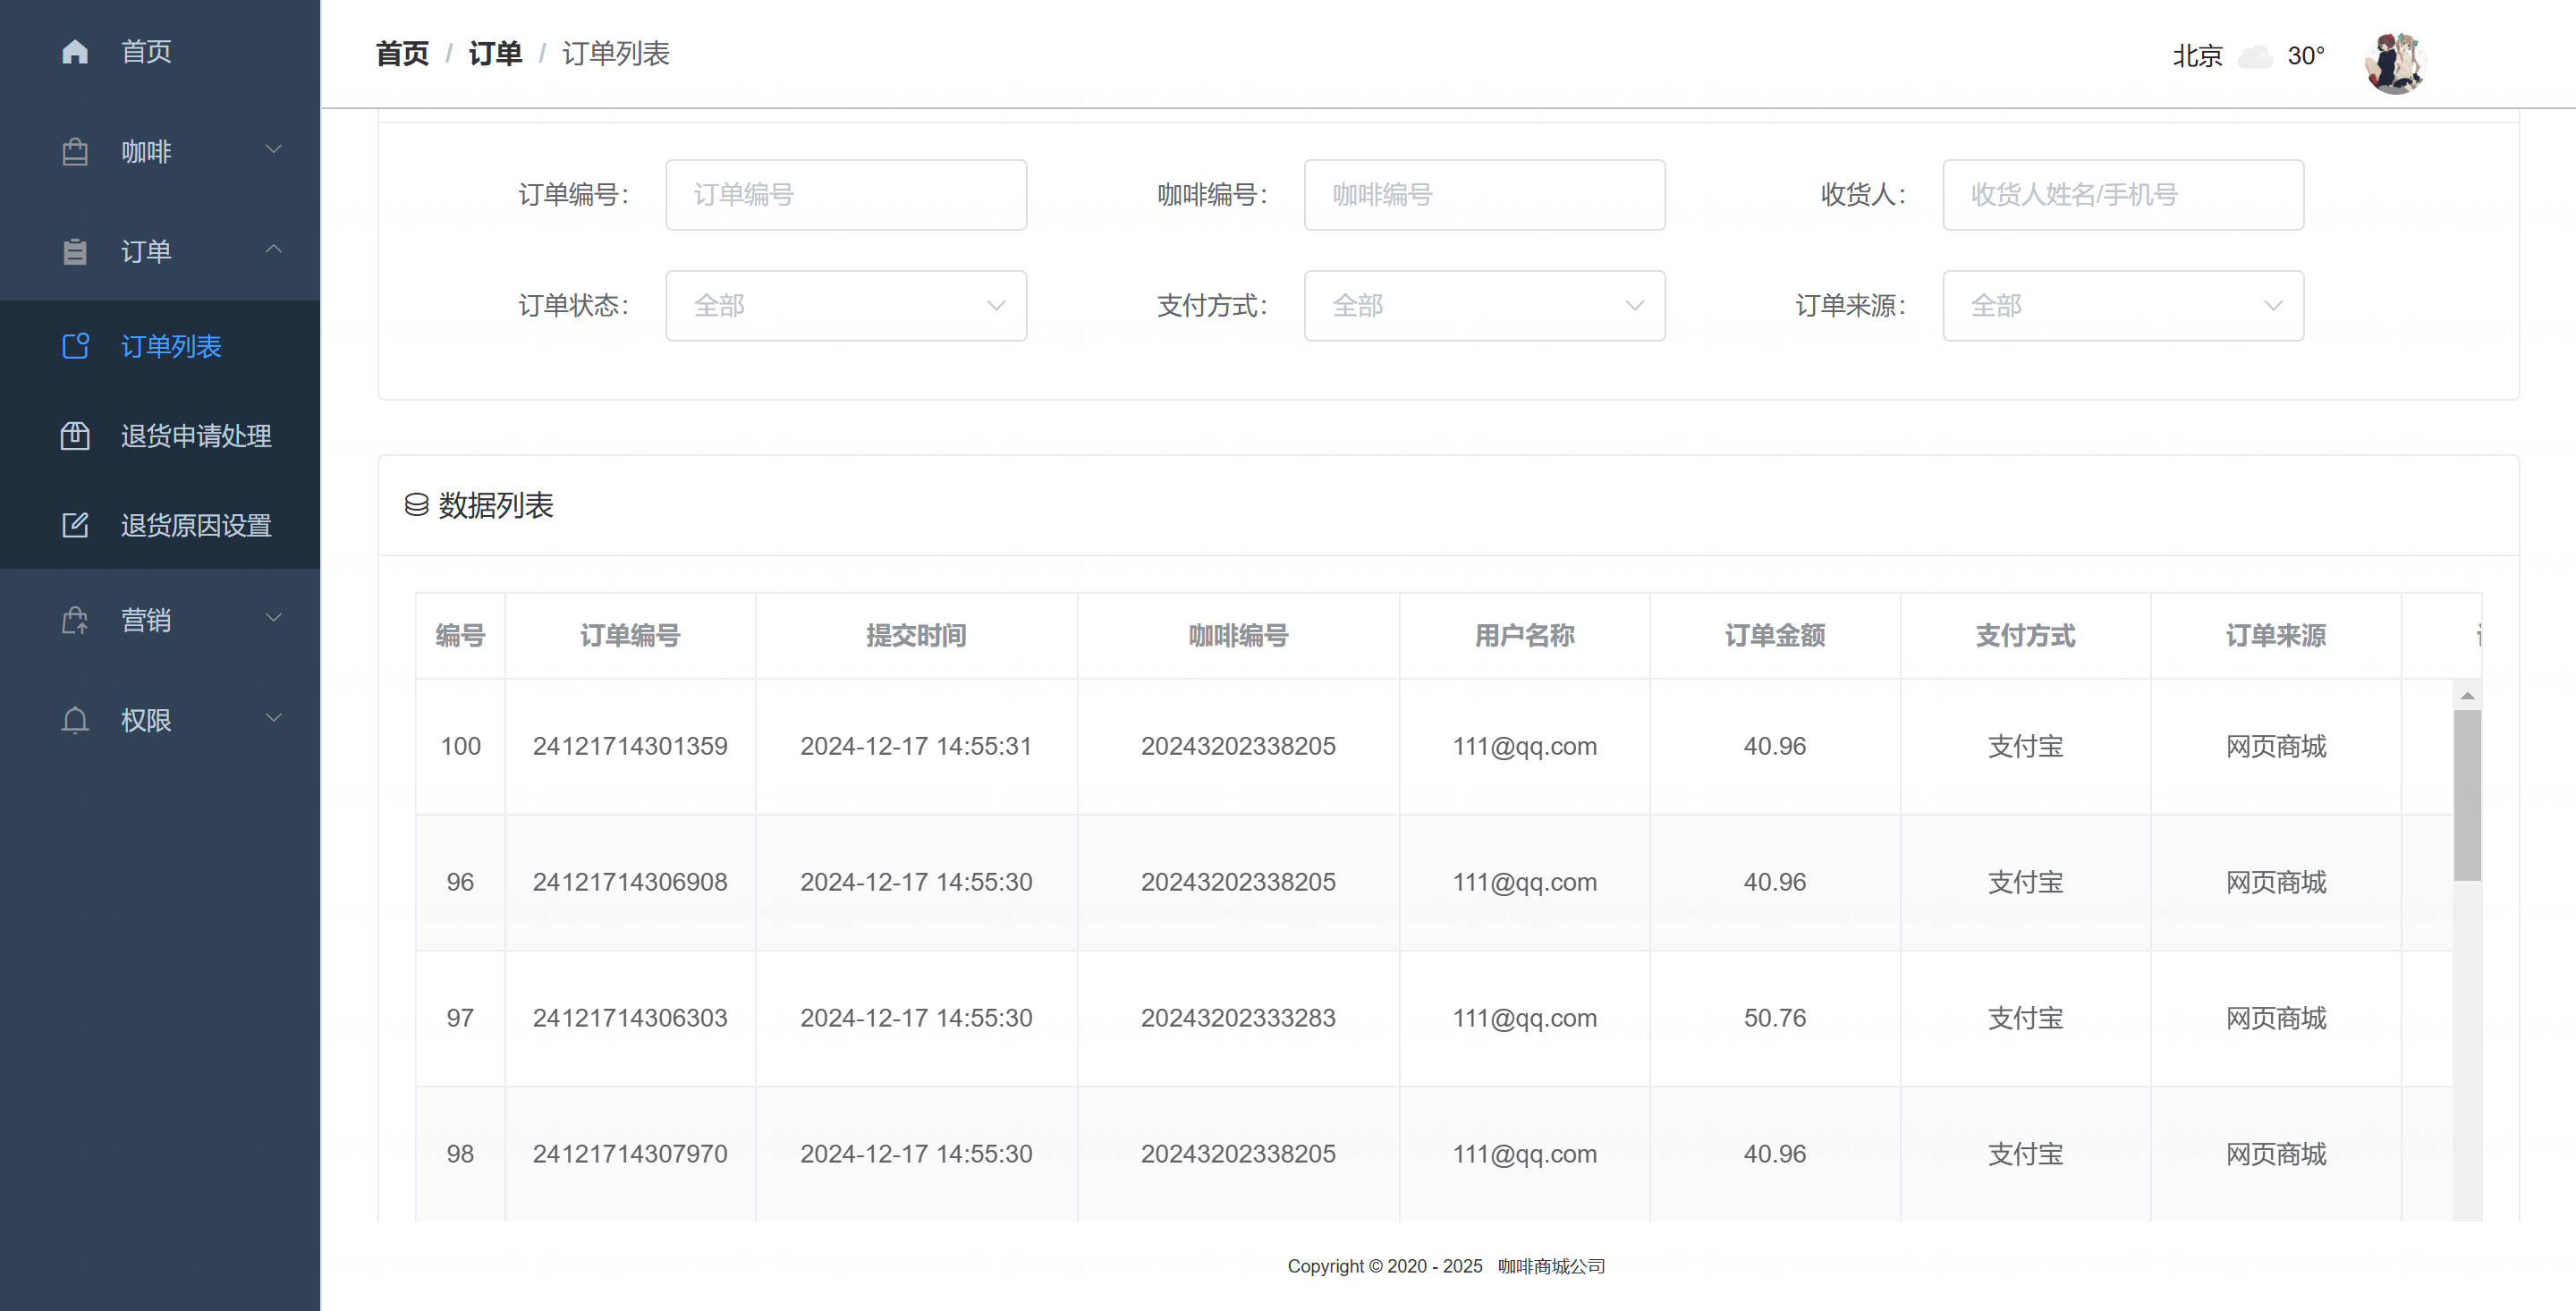 首页
咖啡
订单
订单列表
退货申请处理
退货原因设置
营销
权限
首页 / 订单 / 订单列表
北京 30°
订单编号： 订单编号 咖啡编号： 咖啡编号 收货人： 收货人姓名/手机号
订单状态： 全部 支付方式： 全部 订单来源： 全部
数据列表
编号 订单编号 提交时间 咖啡编号 用户名称 订单金额 支付方式 订单来源
100 24121714301359 2024-12-17 14:55:31 20243202338205 111@qq.com 40.96 支付宝 网页商城
96 24121714306908 2024-12-17 14:55:30 20243202338205 111@qq.com 40.96 支付宝 网页商城
97 24121714306303 2024-12-17 14:55:30 20243202333283 111@qq.com 50.76 支付宝 网页商城
98 24121714307970 2024-12-17 14:55:30 20243202338205 111@qq.com 40.96 支付宝 网页商城
Copyright © 2020 - 2025 咖啡商城公司